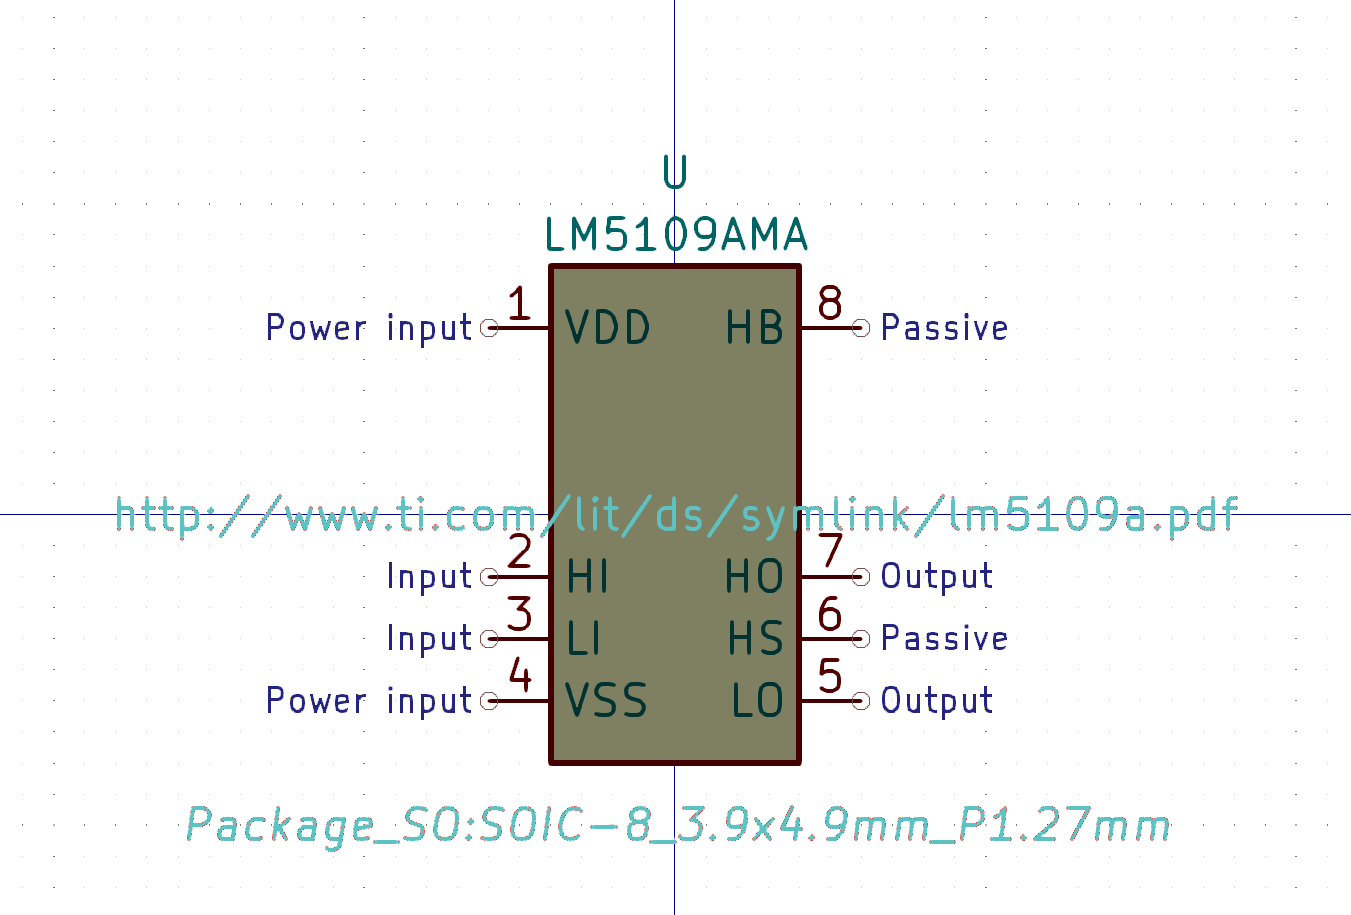 U
LM5109AMA
1
8
Power input
VDD
HB
Passive
http://www.ti.com/lit/ds/symlink/lm5109a.pdf
2
7
Input
HI
HO
Output
3
6
Input
LI
HS
Passive
4
5
Power input
VSS
LO
Output
Package_SO:SOIC-8_3.9x4.9mm_P1.27mm